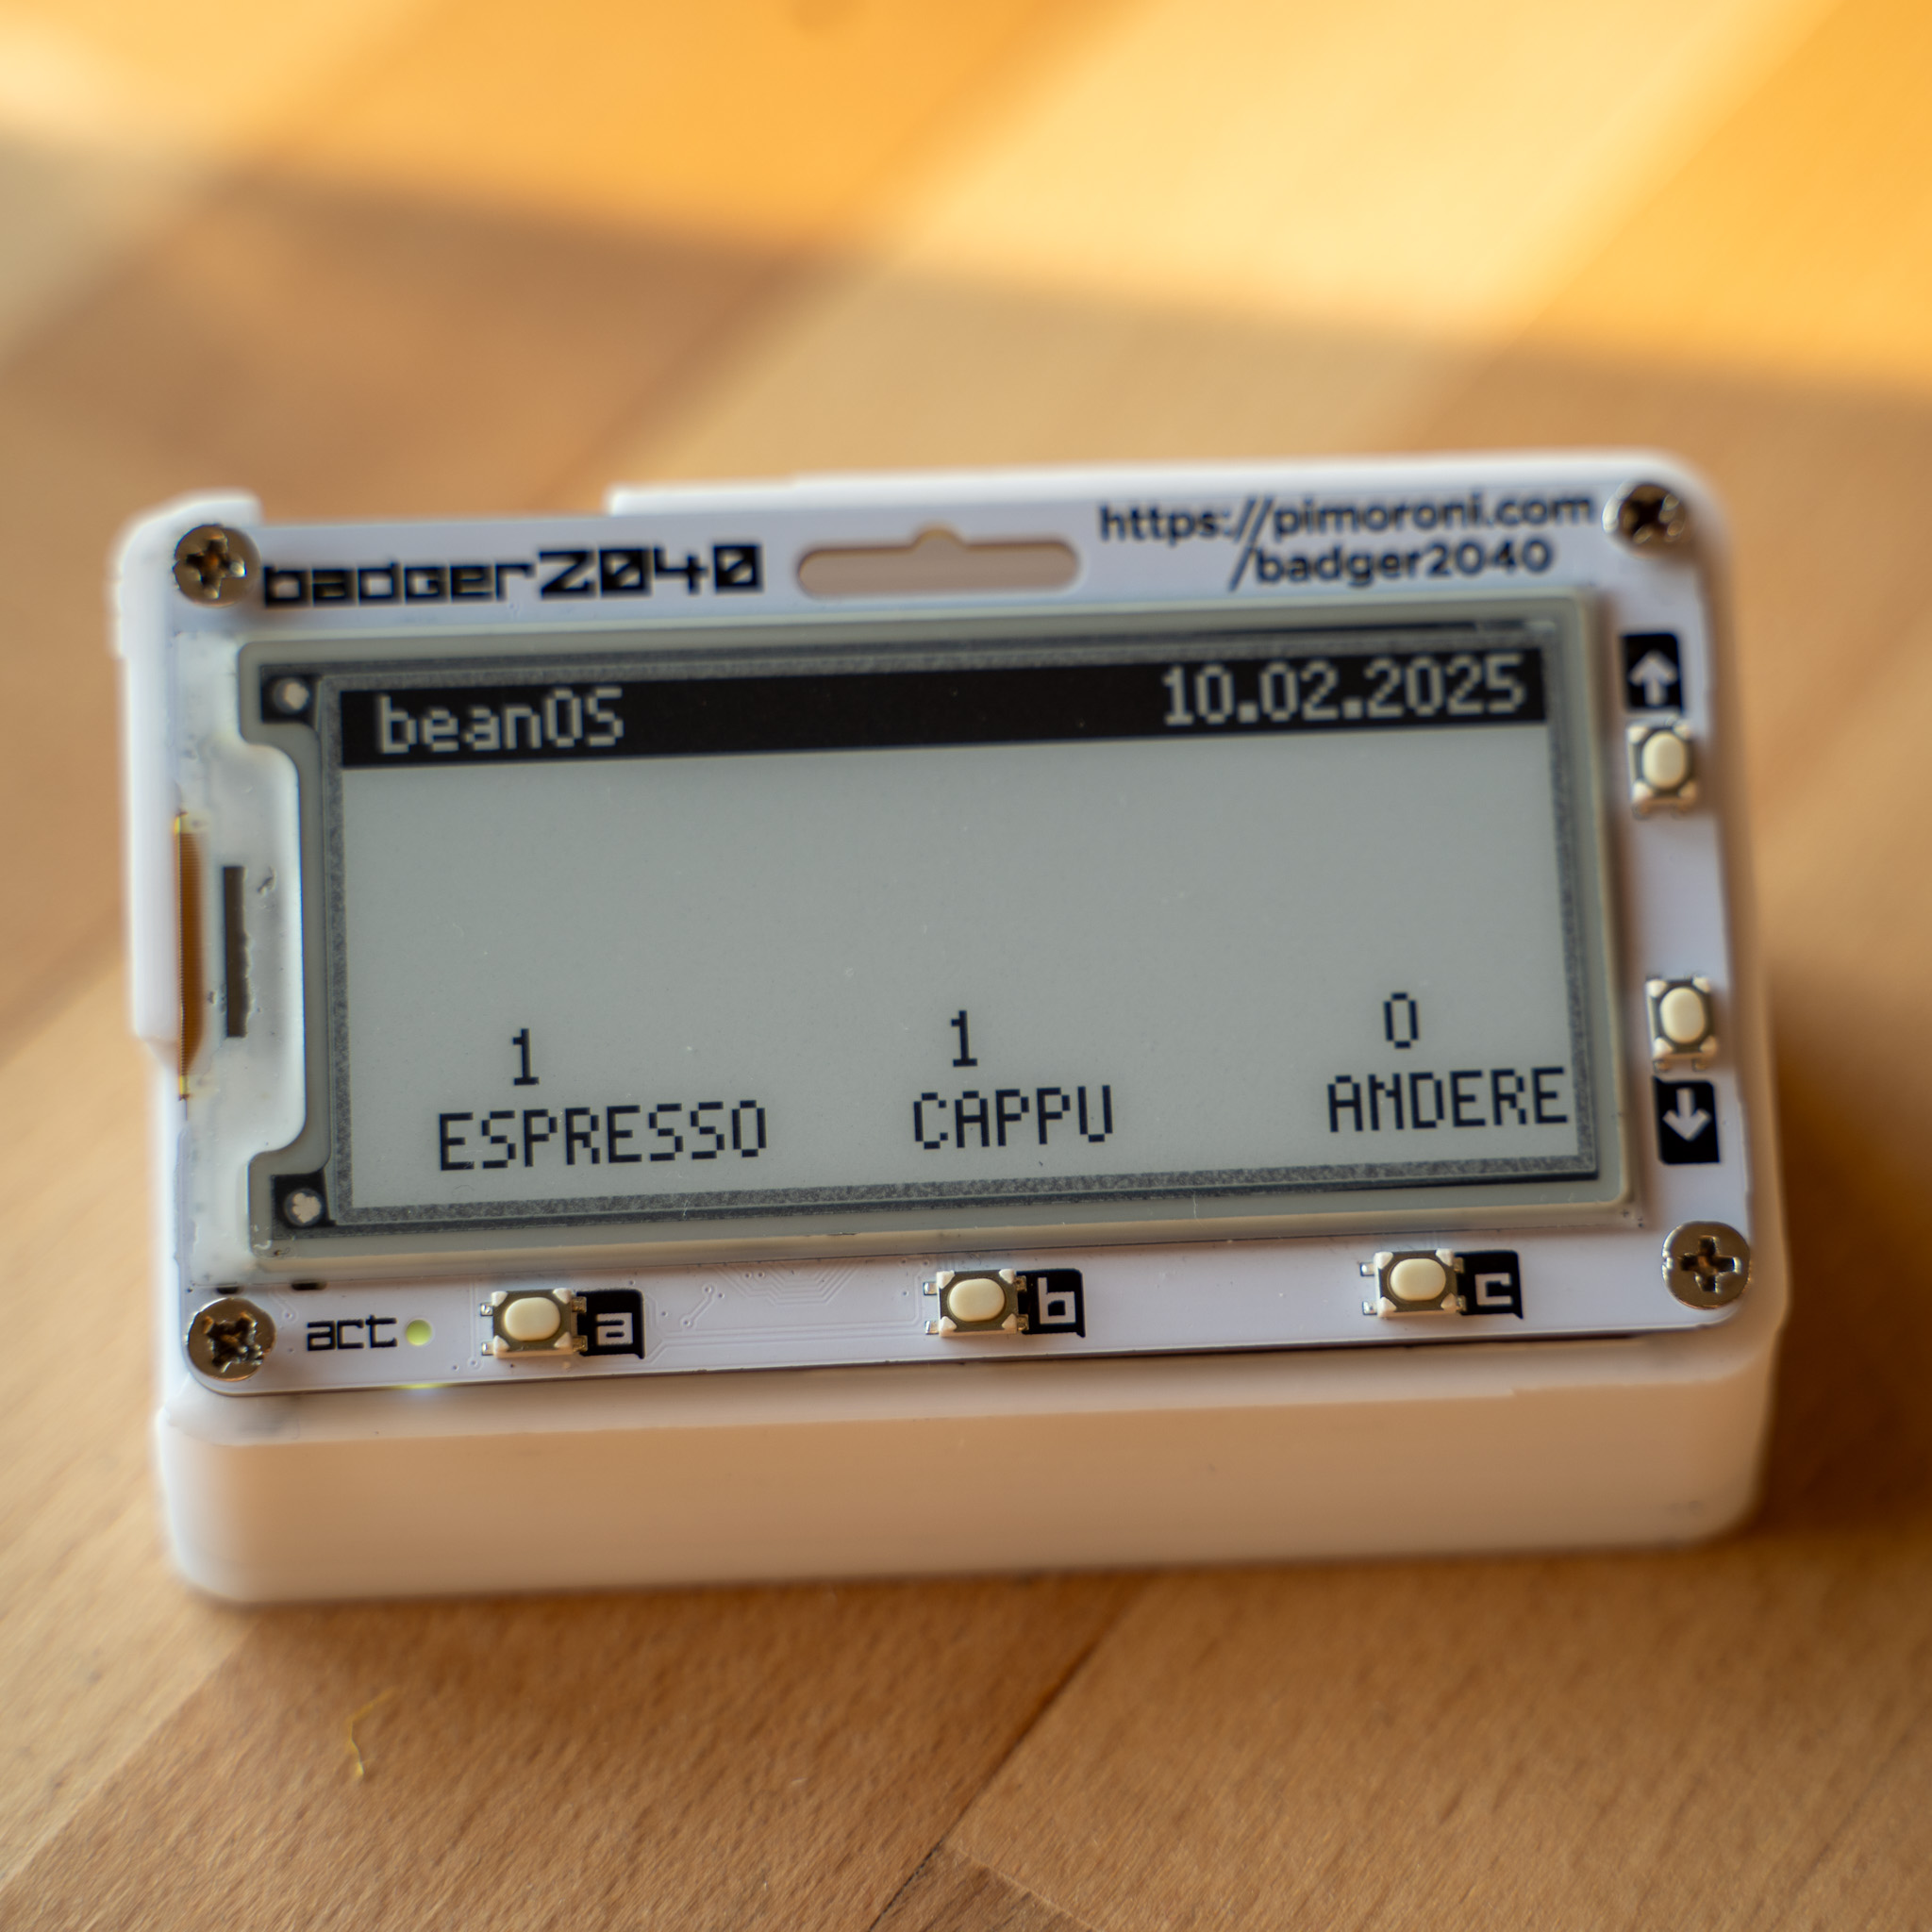 badger2040
https://pimoroni.com
/badger2040
beanOS 10.02.2025
1 1 0
ESPRESSO CAPPU ANDERE
act a b c